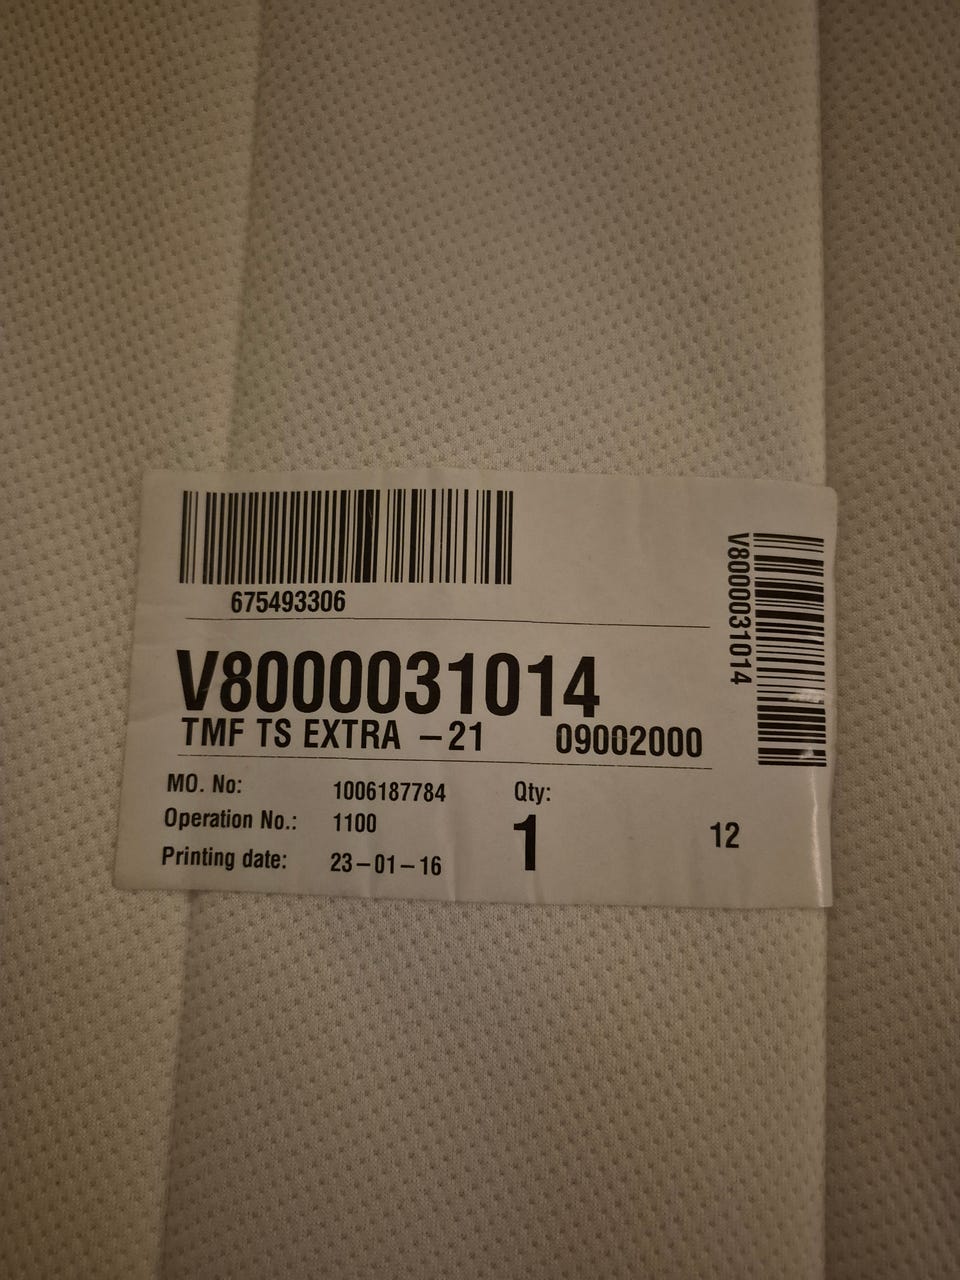 675493306
V8000031014
V8000031014
TMF TS EXTRA -21 09002000
MO. No: 1006187784 Qty:
Operation No.: 1100 1 12
Printing date: 23-01-16